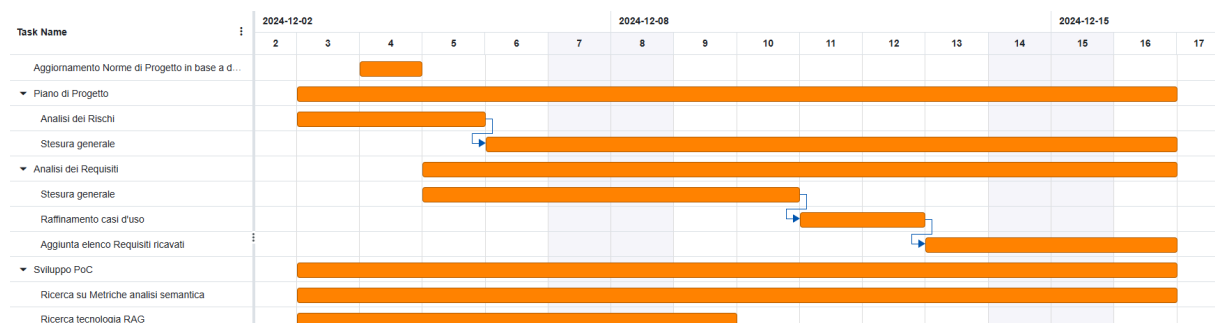 Task Name
2024-12-02 2024-12-08 2024-12-15
2 3 4 5 6 7 8 9 10 11 12 13 14 15 16 17
Aggiornamento Norme di Progetto in base a d...
Piano di Progetto
Analisi dei Rischi
Stesura generale
Analisi dei Requisiti
Stesura generale
Raffinamento casi d'uso
Aggiunta elenco Requisiti ricavati
Sviluppo PoC
Ricerca su Metriche analisi semantica
Ricerca tecnologia RAG